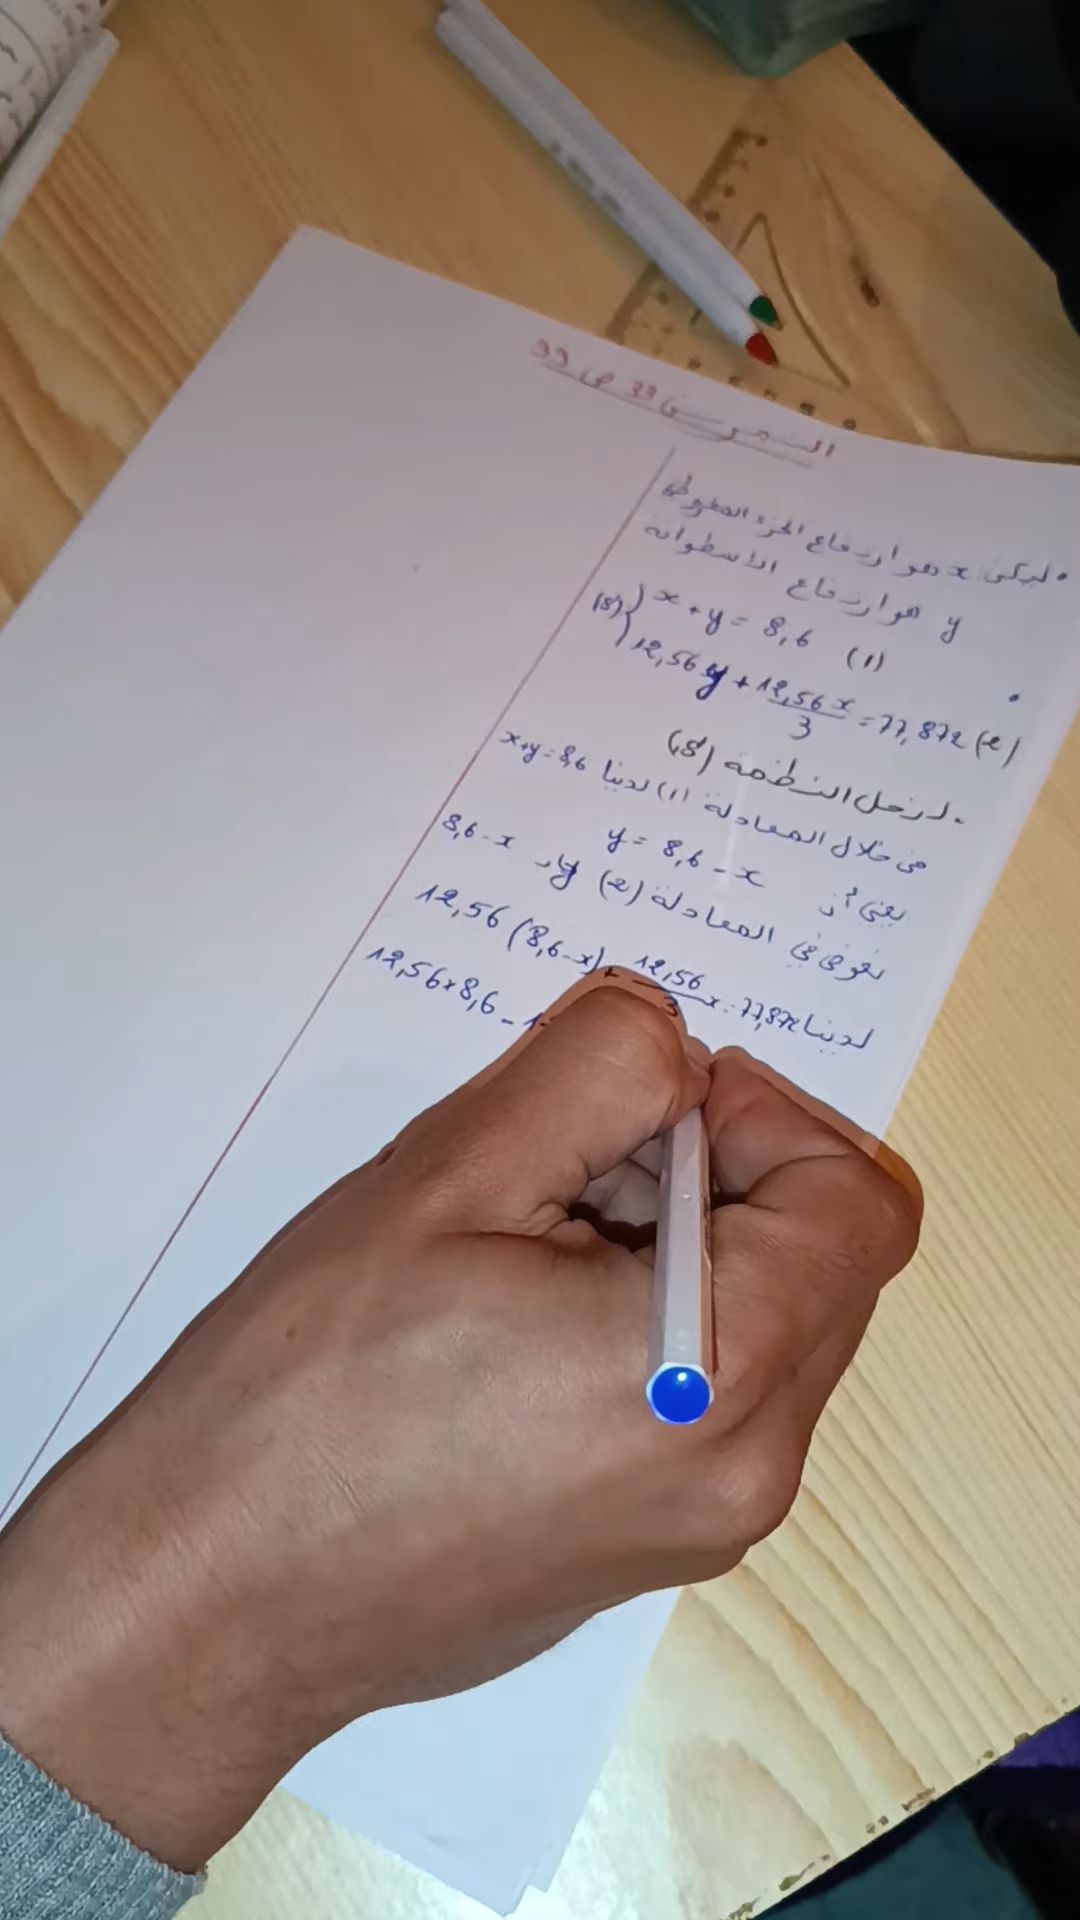 التمرين 33 ص 33
• ليكن x هو ارتفاع الجزء المخروطي
y هو ارتفاع الاسطوانة
(S) { x + y = 8,6 (1)
12,56 y + 12,56 x / 3 = 77,872 (2)
• لنحل النظمة (S)
من خلال المعادلة (1) لدينا x+y=8,6
يعني أن y = 8,6 - x
نعوض في المعادلة (2) y بـ 8,6-x
لدينا 12,56 (8,6-x) + 12,56 / 3 x = 77,872
12,56×8,6 - 1